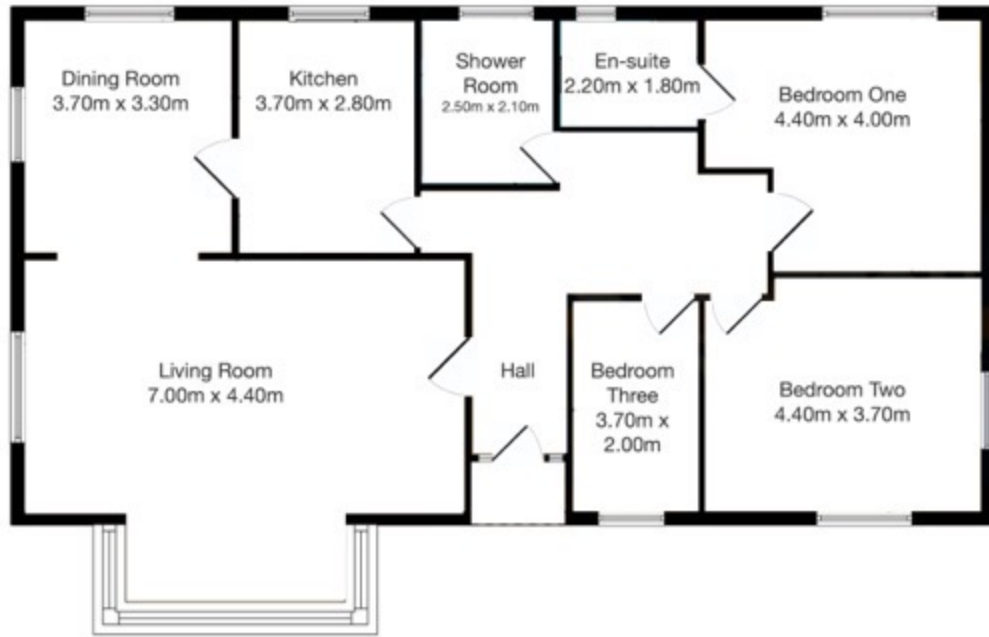 Dining Room
3.70m x 3.30m
Kitchen
3.70m x 2.80m
Shower
Room
2.50m x 2.10m
En-suite
2.20m x 1.80m
Bedroom One
4.40m x 4.00m
Living Room
7.00m x 4.40m
Hall
Bedroom
Three
3.70m x
2.00m
Bedroom Two
4.40m x 3.70m